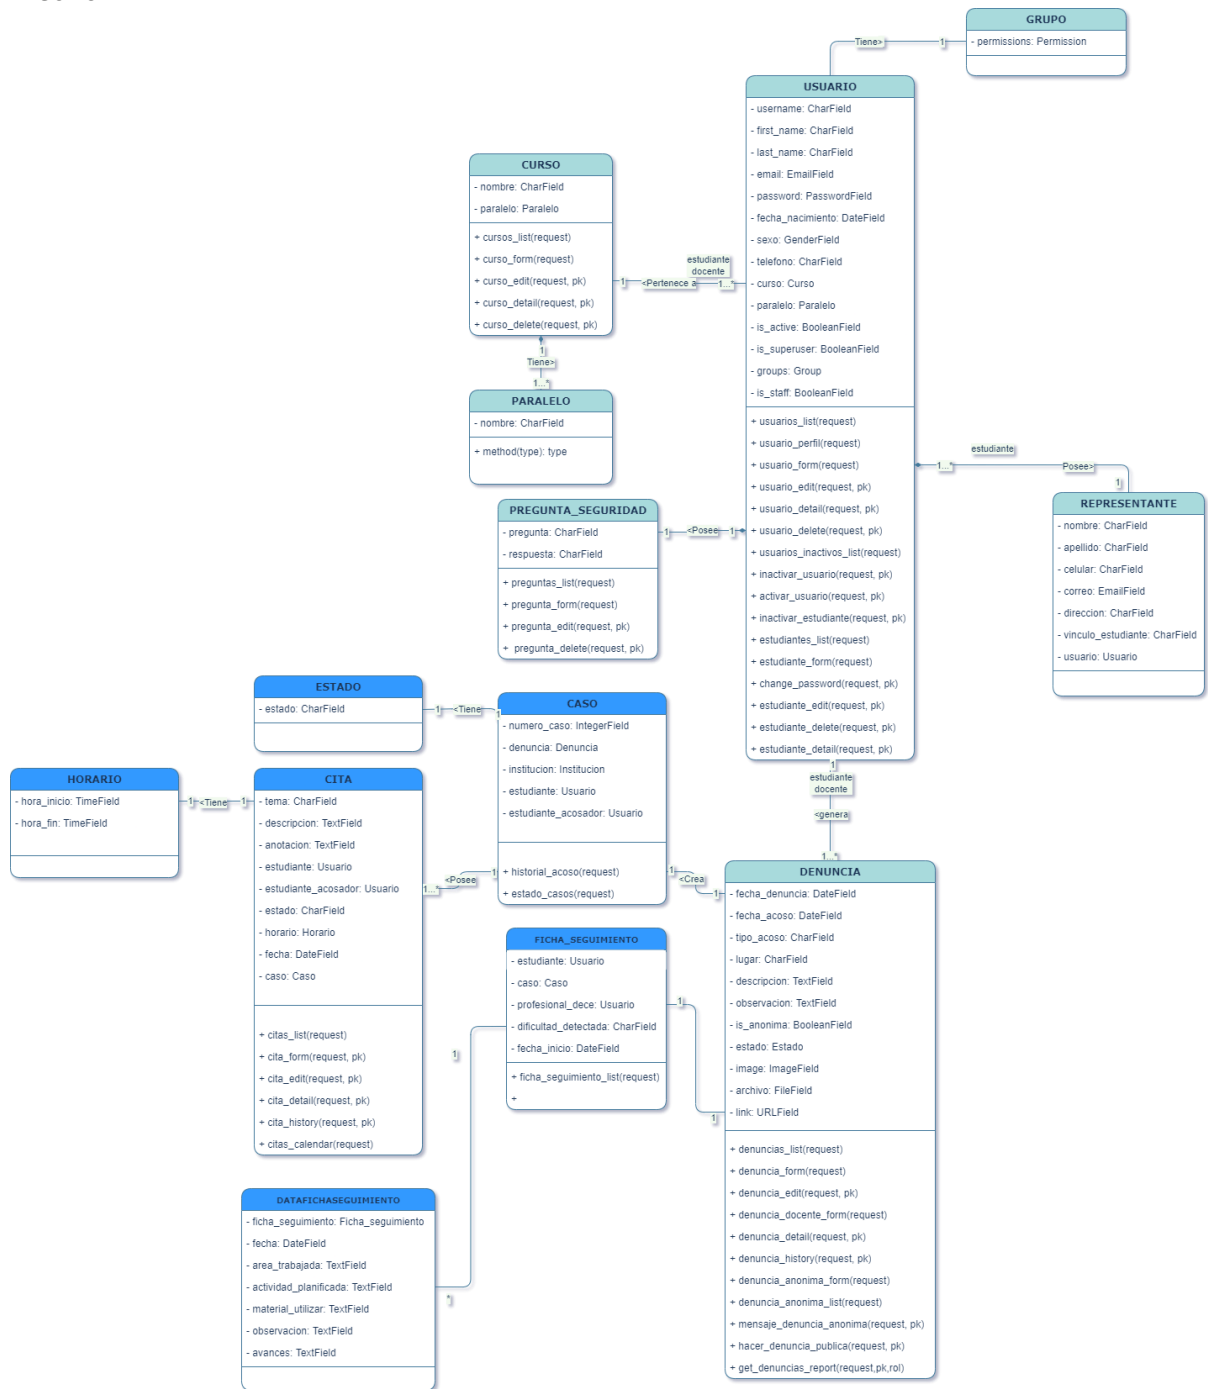 GRUPO
- permissions: Permission
Tiene>
1
USUARIO
- username: CharField
- first_name: CharField
- last_name: CharField
- email: EmailField
- password: PasswordField
- fecha_nacimiento: DateField
- sexo: GenderField
- telefono: CharField
- curso: Curso
- paralelo: Paralelo
- is_active: BooleanField
- is_superuser: BooleanField
- groups: Group
- is_staff: BooleanField
+ usuarios_list(request)
+ usuario_perfil(request)
+ usuario_form(request)
+ usuario_edit(request, pk)
+ usuario_detail(request, pk)
+ usuario_delete(request, pk)
+ usuarios_inactivos_list(request)
+ inactivar_usuario(request, pk)
+ activar_usuario(request, pk)
+ inactivar_estudiante(request, pk)
+ estudiantes_list(request)
+ estudiante_form(request)
+ change_password(request, pk)
+ estudiante_edit(request, pk)
+ estudiante_delete(request, pk)
+ estudiante_detail(request, pk)
CURSO
- nombre: CharField
- paralelo: Paralelo
+ cursos_list(request)
+ curso_form(request)
+ curso_edit(request, pk)
+ curso_detail(request, pk)
+ curso_delete(request, pk)
estudiante
docente
1
<Pertenece a
1...*
1
Tiene>
1...*
PARALELO
- nombre: CharField
+ method(type): type
estudiante
1...*
Posee>
1
REPRESENTANTE
- nombre: CharField
- apellido: CharField
- celular: CharField
- correo: EmailField
- direccion: CharField
- vinculo_estudiante: CharField
- usuario: Usuario
PREGUNTA_SEGURIDAD
- pregunta: CharField
- respuesta: CharField
+ preguntas_list(request)
+ pregunta_form(request)
+ pregunta_edit(request, pk)
+ pregunta_delete(request, pk)
1
<Posee
1
ESTADO
- estado: CharField
1
<Tiene
1
CASO
- numero_caso: IntegerField
- denuncia: Denuncia
- institucion: Institucion
- estudiante: Usuario
- estudiante_acosador: Usuario
+ historial_acoso(request)
+ estado_casos(request)
HORARIO
- hora_inicio: TimeField
- hora_fin: TimeField
1
<Tiene
1
CITA
- tema: CharField
- descripcion: TextField
- anotacion: TextField
- estudiante: Usuario
- estudiante_acosador: Usuario
- estado: CharField
- horario: Horario
- fecha: DateField
- caso: Caso
+ citas_list(request)
+ cita_form(request, pk)
+ cita_edit(request, pk)
+ cita_detail(request, pk)
+ cita_history(request, pk)
+ citas_calendar(request)
1...*
<Posee
1
1
<Crea
1
1
estudiante
docente
<genera
1...*
DENUNCIA
- fecha_denuncia: DateField
- fecha_acoso: DateField
- tipo_acoso: CharField
- lugar: CharField
- descripcion: TextField
- observacion: TextField
- is_anonima: BooleanField
- estado: Estado
- image: ImageField
- archivo: FileField
- link: URLField
+ denuncias_list(request)
+ denuncia_form(request)
+ denuncia_edit(request, pk)
+ denuncia_docente_form(request)
+ denuncia_detail(request, pk)
+ denuncia_history(request, pk)
+ denuncia_anonima_form(request)
+ denuncia_anonima_list(request)
+ mensaje_denuncia_anonima(request, pk)
+ hacer_denuncia_publica(request, pk)
+ get_denuncias_report(request,pk,rol)
FICHA_SEGUIMIENTO
- estudiante: Usuario
- caso: Caso
- profesional_dece: Usuario
- dificultad_detectada: CharField
- fecha_inicio: DateField
+ ficha_seguimiento_list(request)
+
1
1
1
*
DATAFICHASEGUIMIENTO
- ficha_seguimiento: Ficha_seguimiento
- fecha: DateField
- area_trabajada: TextField
- actividad_planificada: TextField
- material_utilizar: TextField
- observacion: TextField
- avances: TextField